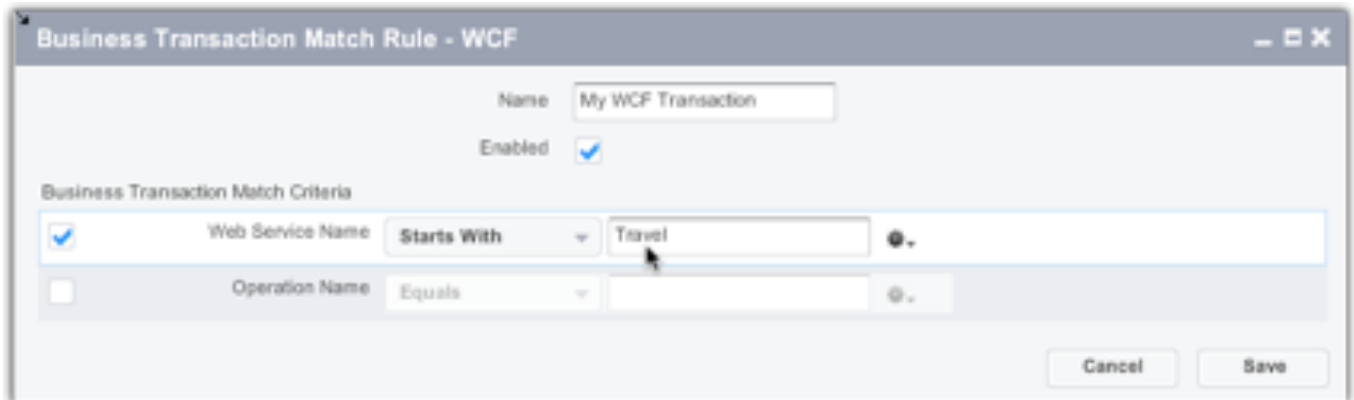 Business Transaction Match Rule - WCF
Name My WCF Transaction
Enabled
Business Transaction Match Criteria
Web Service Name Starts With Travel
Operation Name Equals
Cancel Save